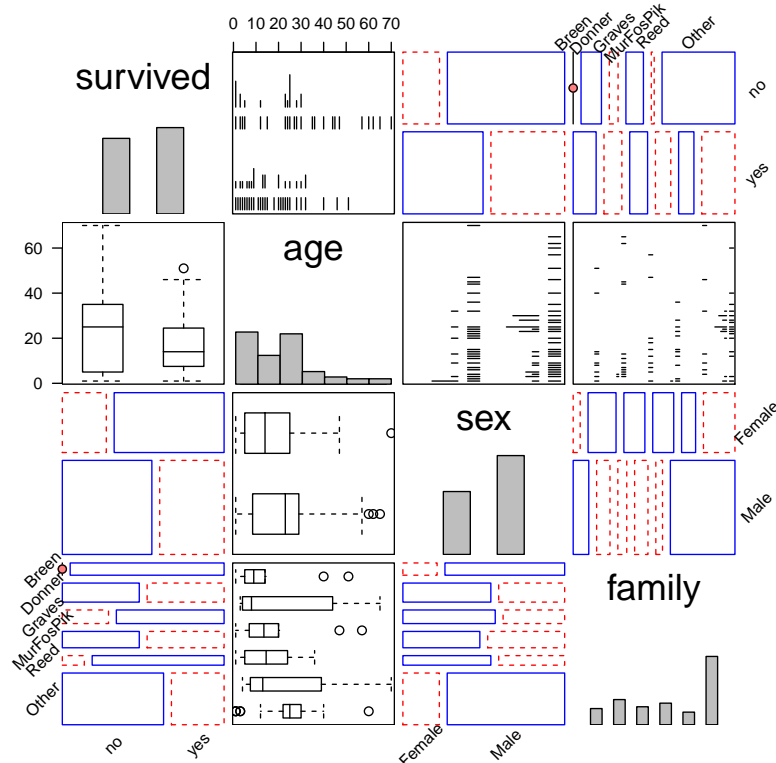 0 10 20 30 40 50 60 70
Breen
Donner
Graves
MurFosPik
Reed
Other
survived
no
yes
60
40
20
0
age
sex
Female
Male
Breen
Donner
Graves
MurFosPik
Reed
Other
family
no
yes
Female
Male